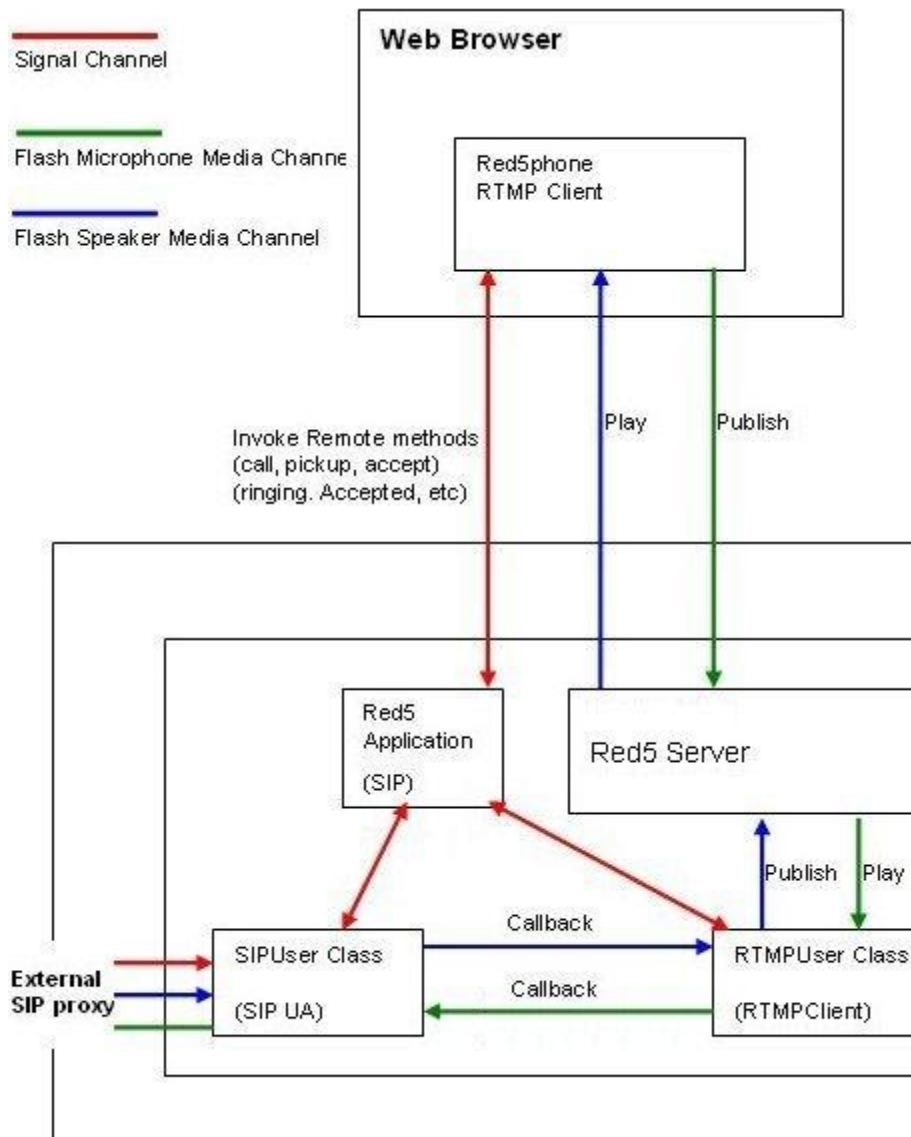 Signal Channel
Flash Microphone Media Channe
Flash Speaker Media Channel
Web Browser
Red5phone
RTMP Client
Invoke Remote methods
(call, pickup, accept)
(ringing. Accepted, etc)
Play
Publish
Red5
Application
(SIP)
Red5 Server
Publish
Play
External
SIP proxy
SIPUser Class
(SIP UA)
Callback
Callback
RTMPUser Class
(RTMPClient)